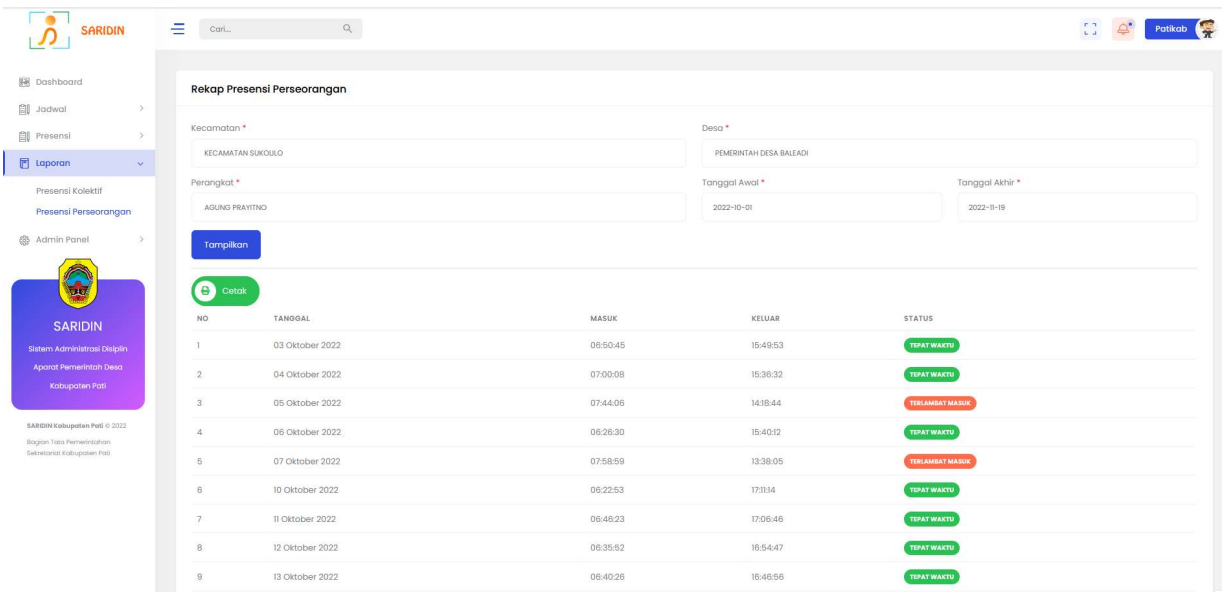 SARIDIN
Cari...
Patikab
Dashboard
Jadwal
Presensi
Laporan
Presensi Kolektif
Presensi Perseorangan
Admin Panel
SARIDIN
Sistem Administrasi Disiplin
Aparat Pemerintah Desa
Kabupaten Pati
SARIDIN Kabupaten Pati © 2022
Bagian Tata Pemerintahan
Sekretariat Kabupaten Pati
Rekap Presensi Perseorangan
Kecamatan * Desa *
KECAMATAN SUKOULO PEMERINTAH DESA BALEADI
Perangkat * Tanggal Awal * Tanggal Akhir *
AGUNG PRAYITNO 2022-10-01 2022-11-19
Tampilkan
Cetak
NO TANGGAL MASUK KELUAR STATUS
1 03 Oktober 2022 06:50:45 15:49:53 TEPAT WAKTU
2 04 Oktober 2022 07:00:08 15:36:32 TEPAT WAKTU
3 05 Oktober 2022 07:44:06 14:18:44 TERLAMBAT MASUK
4 06 Oktober 2022 06:26:30 15:40:12 TEPAT WAKTU
5 07 Oktober 2022 07:58:59 13:38:05 TERLAMBAT MASUK
6 10 Oktober 2022 06:22:53 17:11:14 TEPAT WAKTU
7 11 Oktober 2022 06:46:23 17:06:46 TEPAT WAKTU
8 12 Oktober 2022 06:35:52 16:54:47 TEPAT WAKTU
9 13 Oktober 2022 06:40:26 16:46:56 TEPAT WAKTU